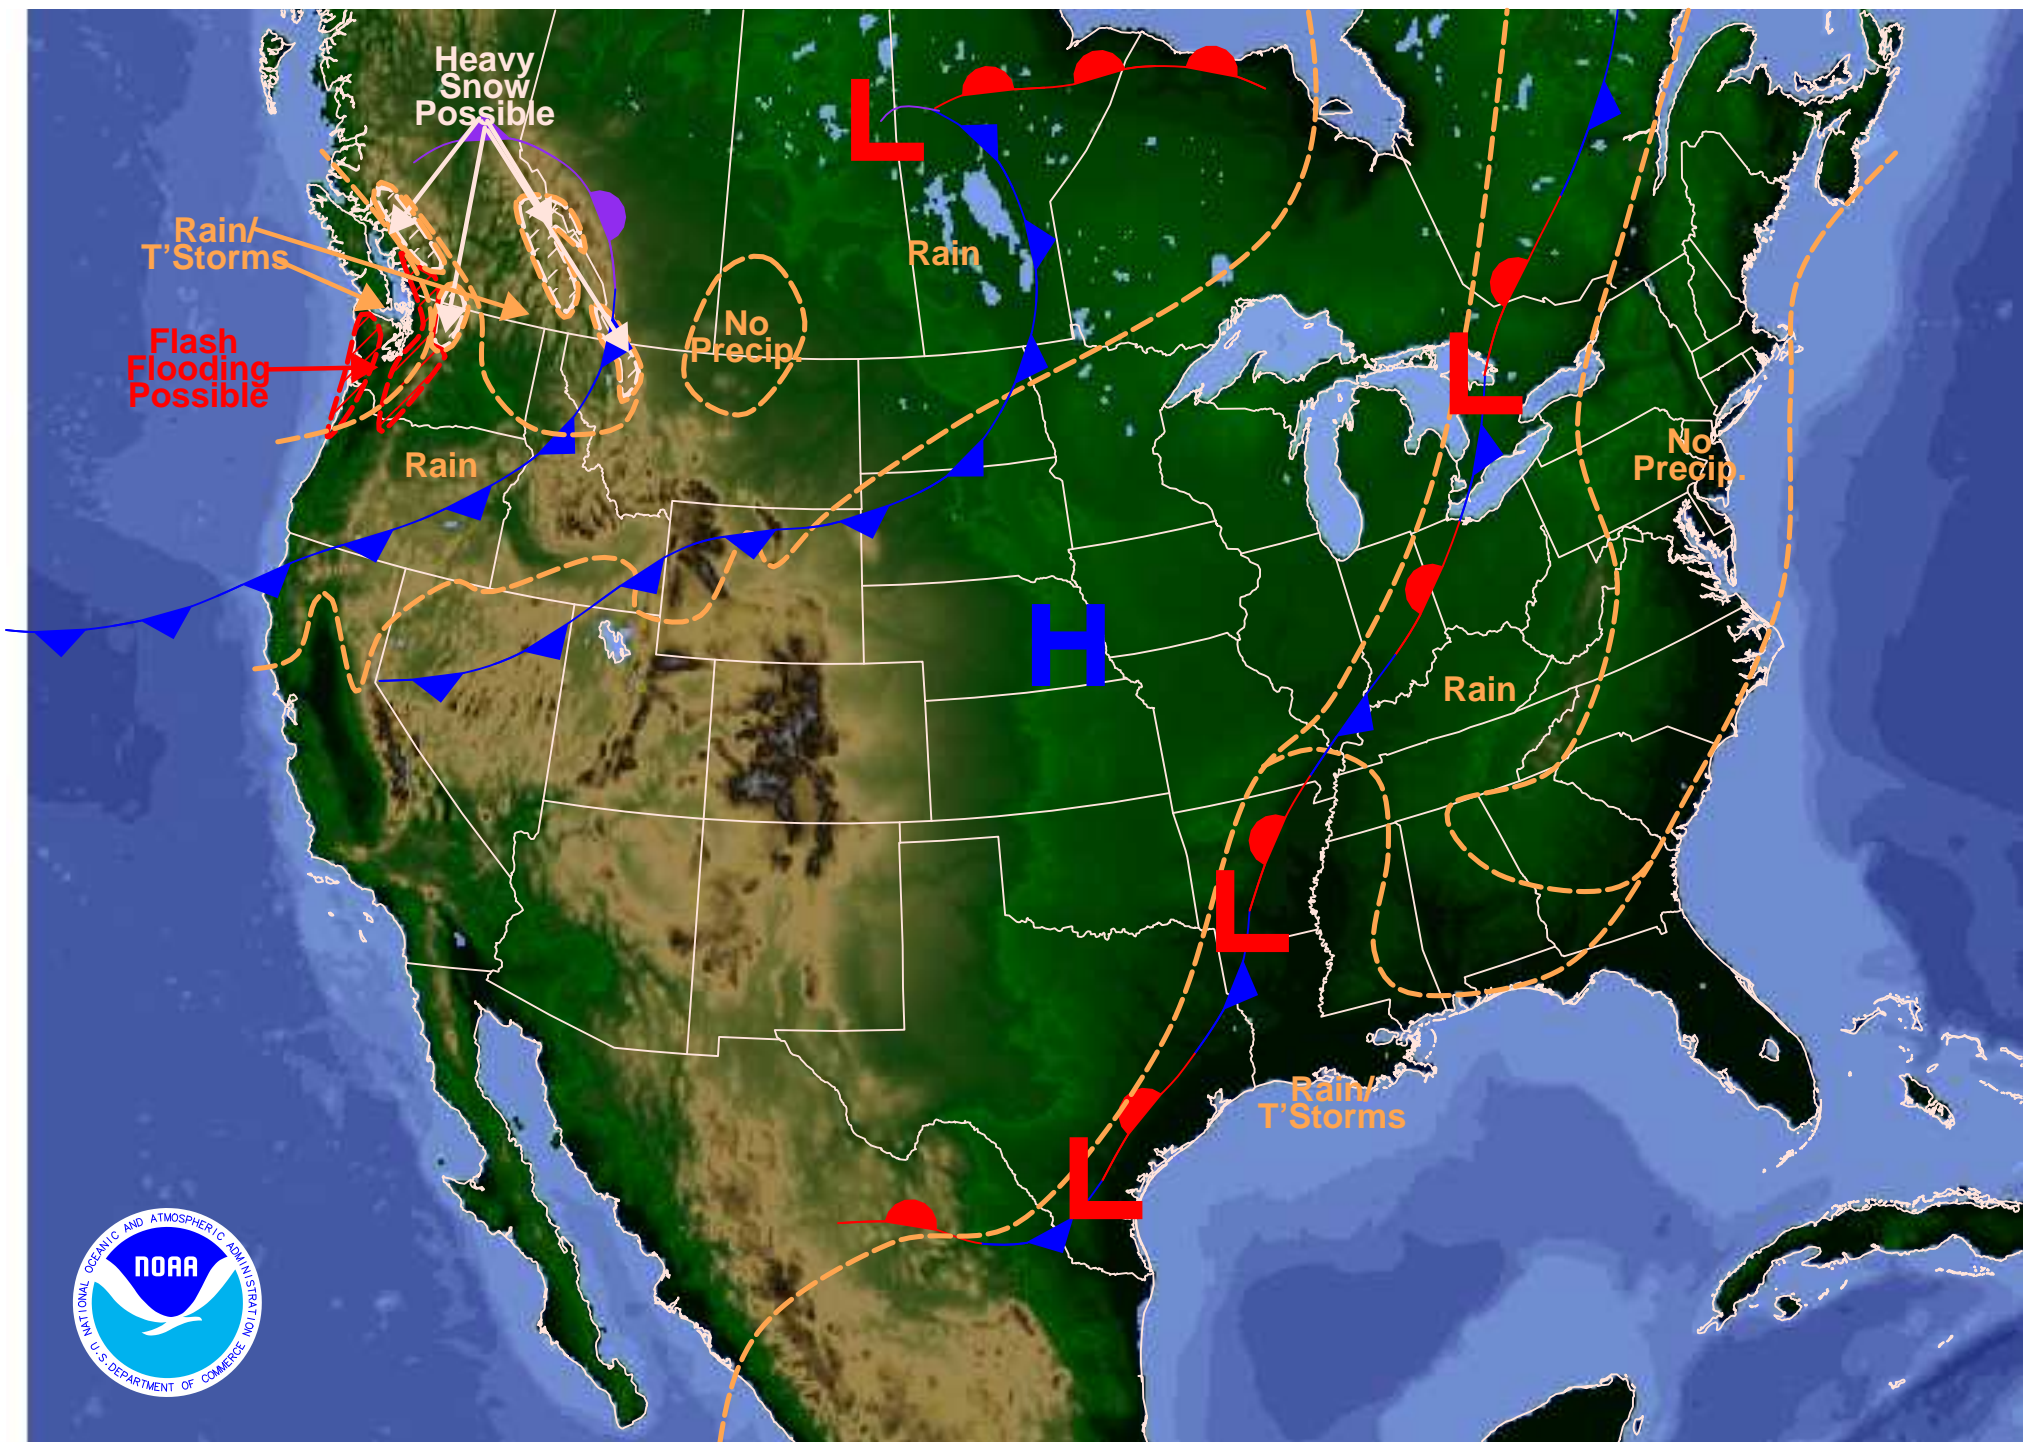 Heavy
Snow
Possible
L
Rain/
T'Storms
Rain
No
Precip.
Flash
Flooding
Possible
L
No
Precip.
Rain
H
Rain
L
Rain/
T'Storms
L
NATIONAL OCEANIC AND ATMOSPHERIC ADMINISTRATION
NOAA
U.S. DEPARTMENT OF COMMERCE